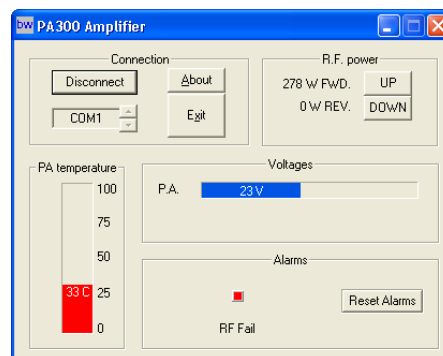 bw PA300 Amplifier
Connection
Disconnect
About
COM1
Exit
R.F. power
278 W FWD.
UP
0 W REV.
DOWN
PA temperature
100
75
50
33 C
25
0
Voltages
P.A.
23 V
Alarms
RF Fail
Reset Alarms